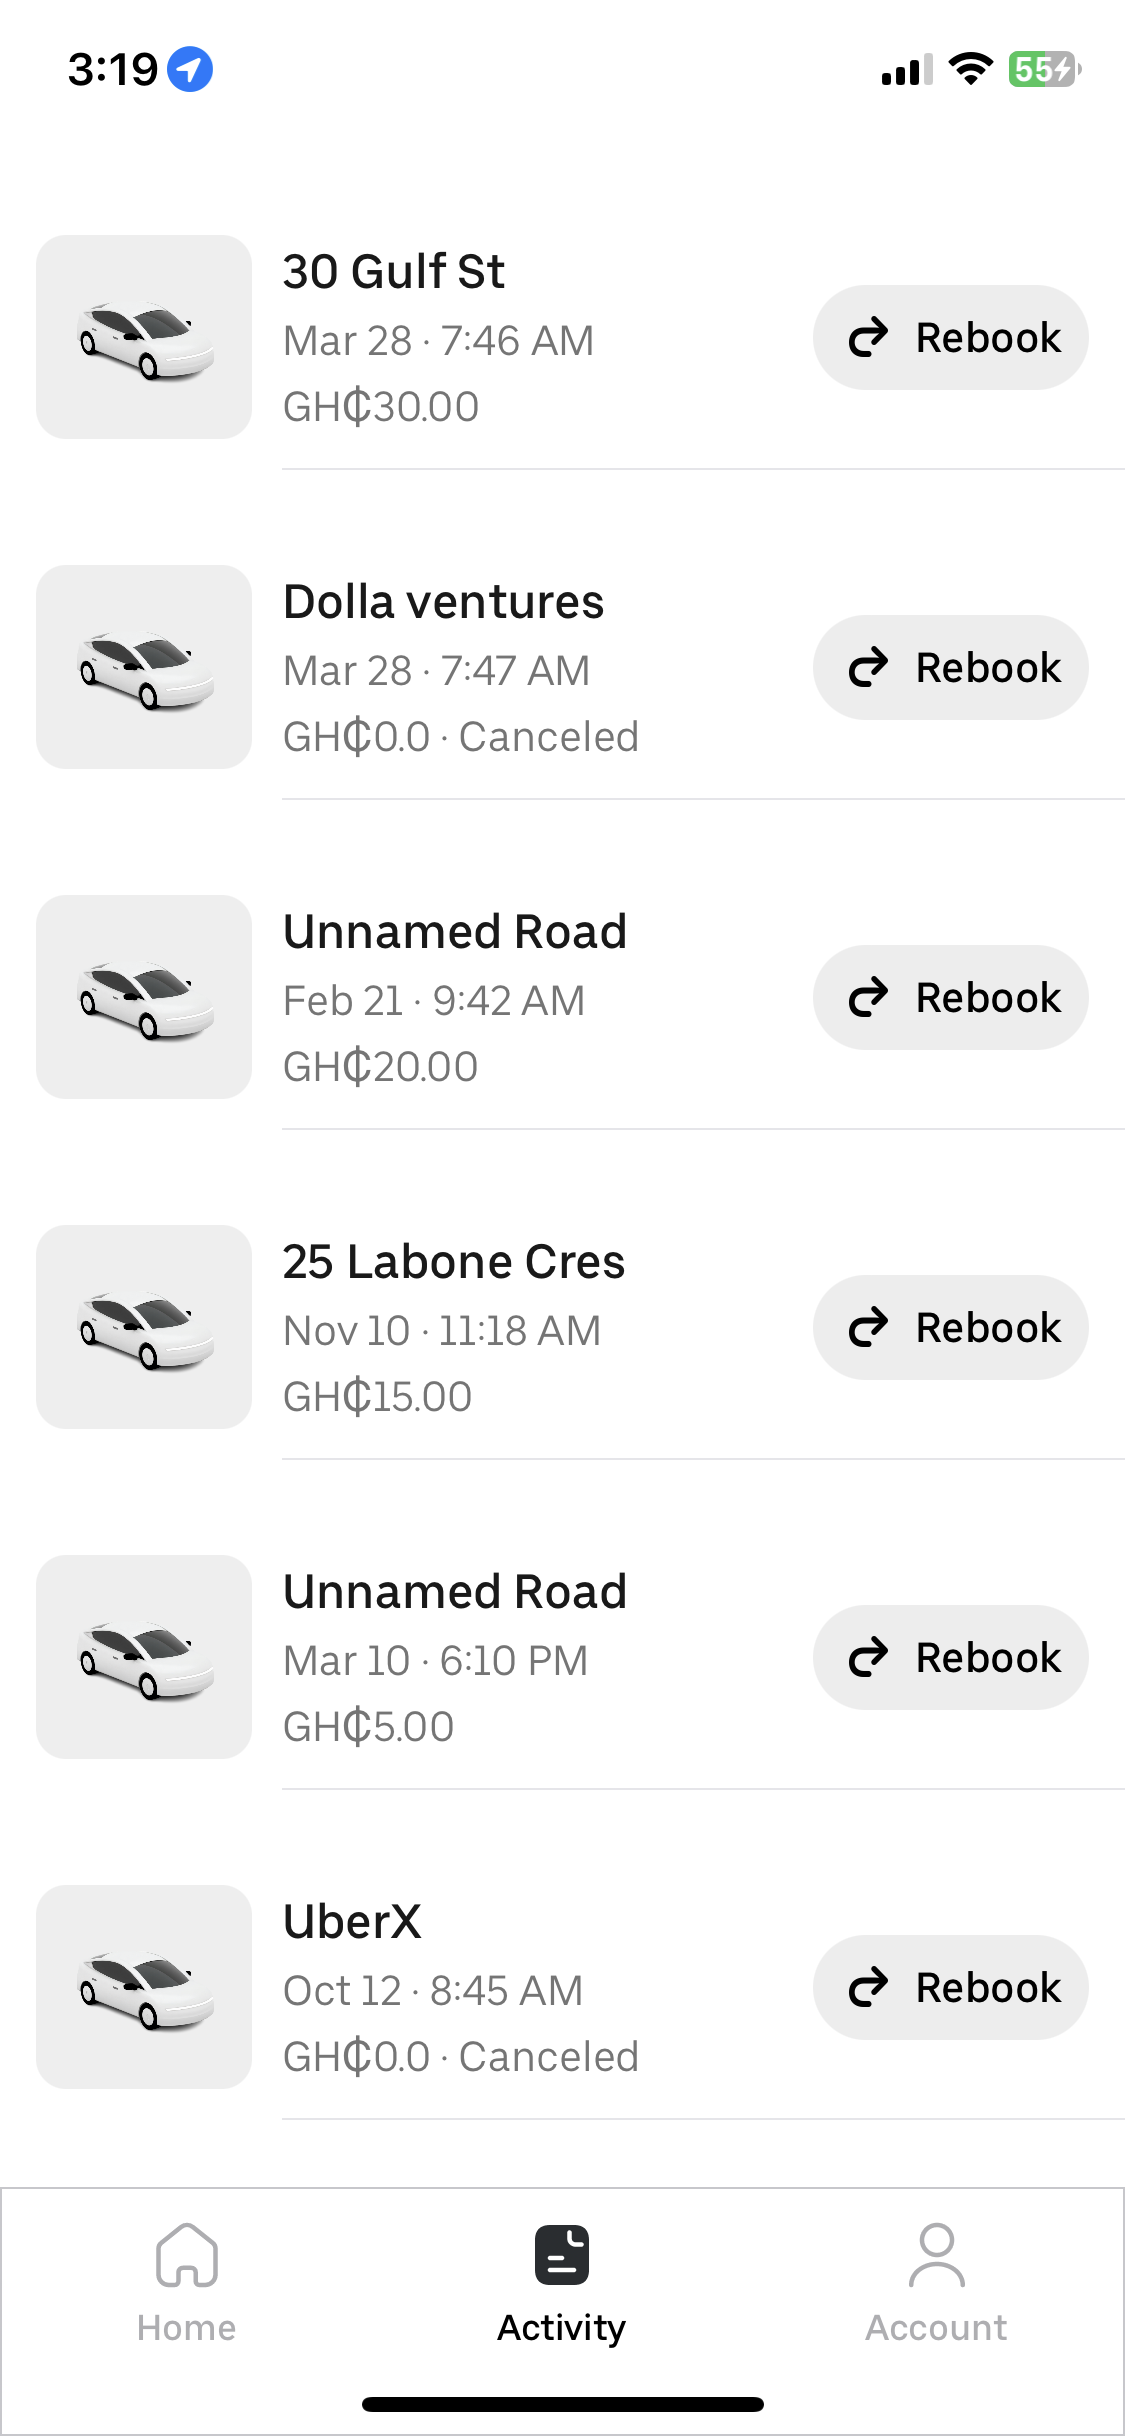 3:19
55
30 Gulf St
Mar 28 · 7:46 AM
GH₵30.00
Rebook
Dolla ventures
Mar 28 · 7:47 AM
GH₵0.0 · Canceled
Rebook
Unnamed Road
Feb 21 · 9:42 AM
GH₵20.00
Rebook
25 Labone Cres
Nov 10 · 11:18 AM
GH₵15.00
Rebook
Unnamed Road
Mar 10 · 6:10 PM
GH₵5.00
Rebook
UberX
Oct 12 · 8:45 AM
GH₵0.0 · Canceled
Rebook
Home
Activity
Account